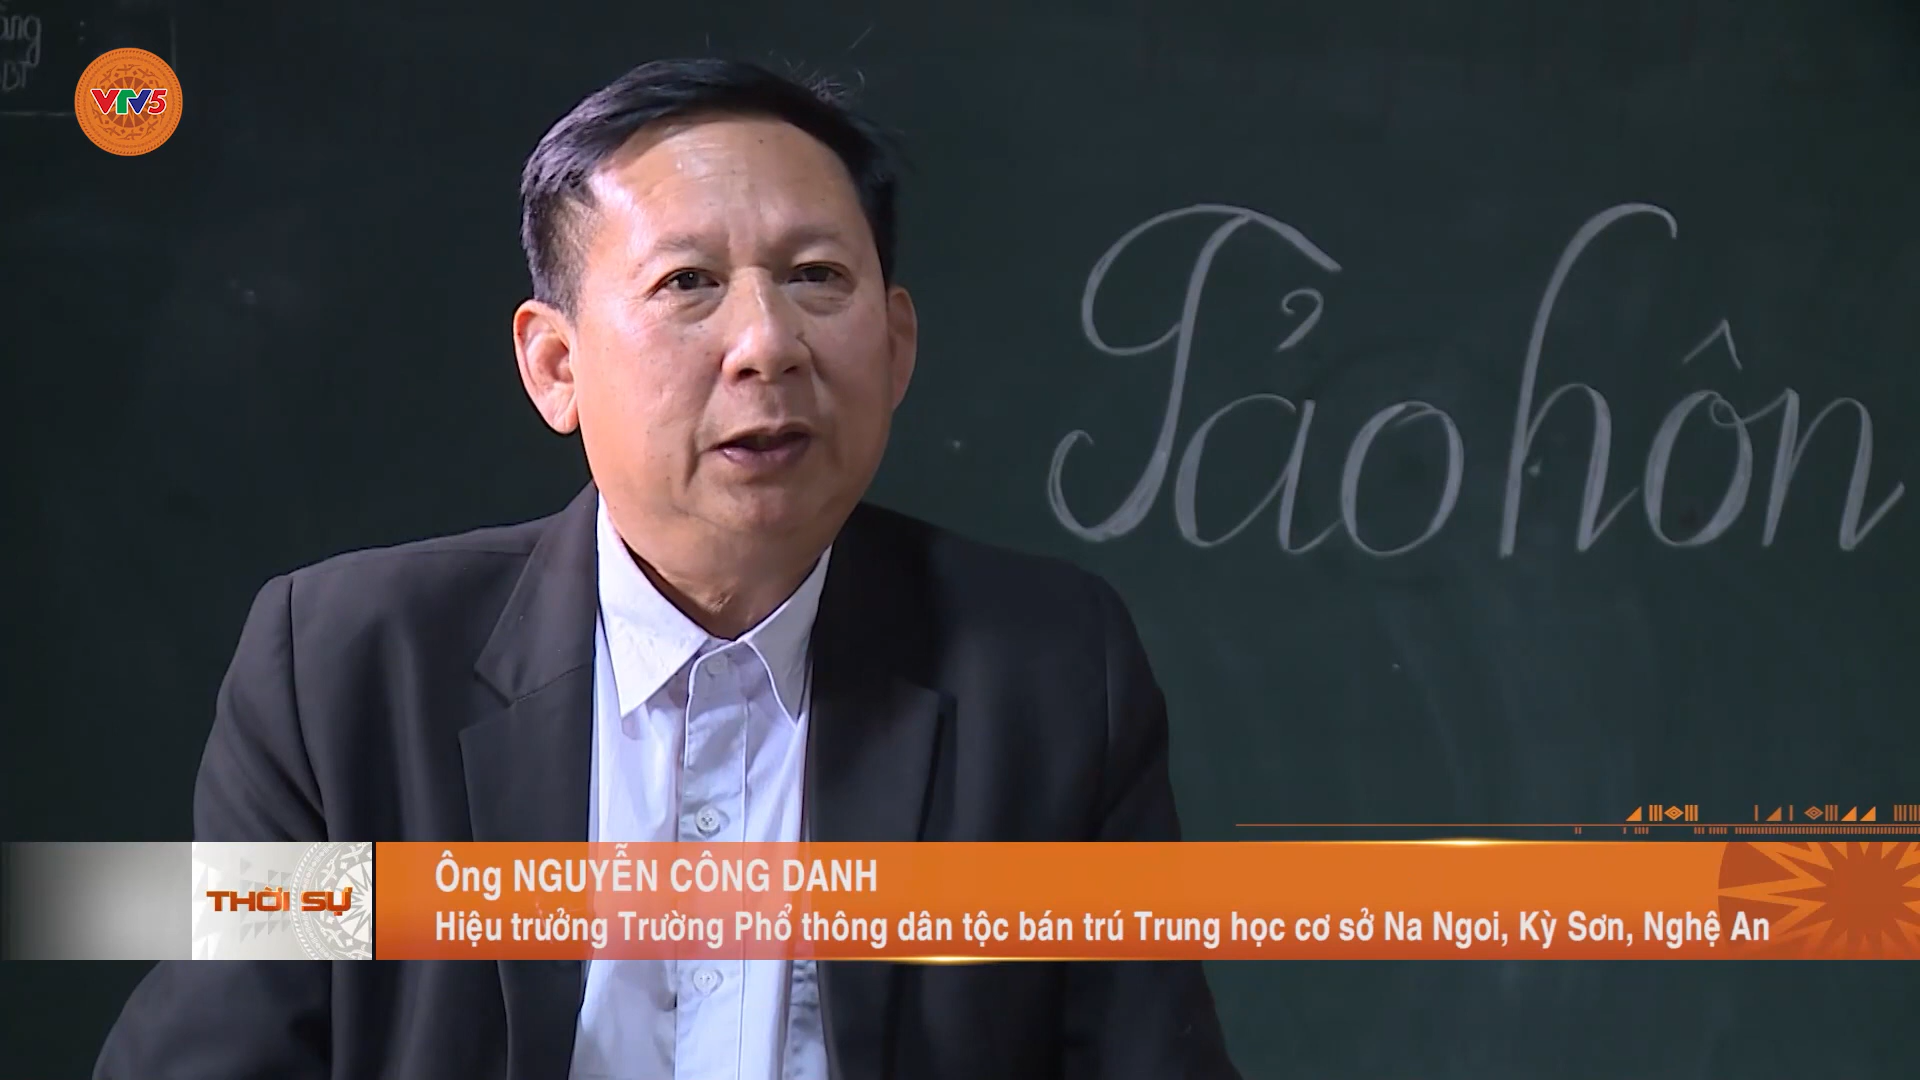 VTV5
Tảo hôn
THỜI SỰ
Ông NGUYỄN CÔNG DANH
Hiệu trưởng Trường Phổ thông dân tộc bán trú Trung học cơ sở Na Ngoi, Kỳ Sơn, Nghệ An